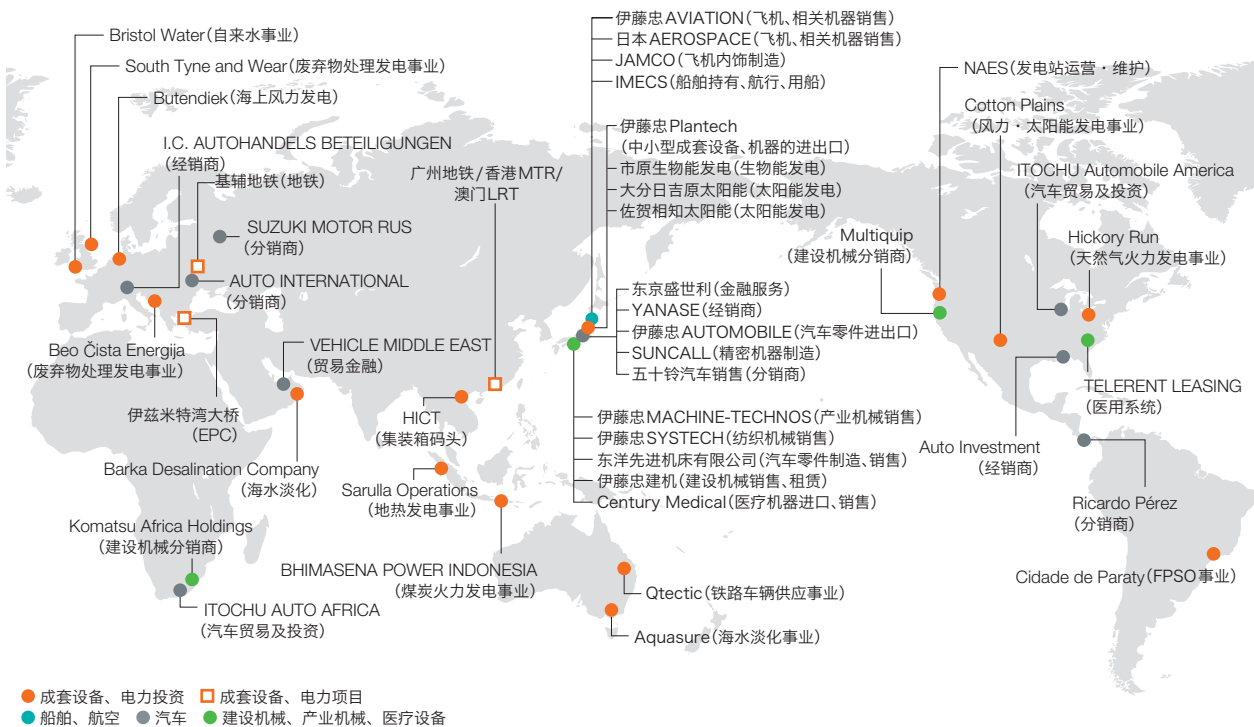 Bristol Water(自来水事业)
South Tyne and Wear(废弃物处理发电事业)
Butendiek(海上风力发电)
I.C. AUTOHANDELS BETEILIGUNGEN
(经销商)
基辅地铁(地铁)
SUZUKI MOTOR RUS
(分销商)
AUTO INTERNATIONAL
(分销商)
Beo Čista Energija
(废弃物处理发电事业)
伊兹米特湾大桥
(EPC)
VEHICLE MIDDLE EAST
(贸易金融)
Barka Desalination Company
(海水淡化)
Komatsu Africa Holdings
(建设机械分销商)
ITOCHU AUTO AFRICA
(汽车贸易及投资)
广州地铁/香港MTR/
澳门LRT
HICT
(集装箱码头)
Sarulla Operations
(地热发电事业)
BHIMASENA POWER INDONESIA
(煤炭火力发电事业)
伊藤忠AVIATION(飞机、相关机器销售)
日本AEROSPACE(飞机、相关机器销售)
JAMCO(飞机内饰制造)
IMECS(船舶持有、航行、用船)
伊藤忠Plantech
(中小型成套设备、机器的进出口)
市原生物能发电(生物能发电)
大分日吉原太阳能(太阳能发电)
佐贺相知太阳能(太阳能发电)
东京盛世利(金融服务)
YANASE(经销商)
伊藤忠AUTOMOBILE(汽车零件进出口)
SUNCALL(精密机器制造)
五十铃汽车销售(分销商)
伊藤忠MACHINE-TECHNOS(产业机械销售)
伊藤忠SYSTECH(纺织机械销售)
东洋先进机床有限公司(汽车零件制造、销售)
伊藤忠建机(建设机械销售、租赁)
Century Medical(医疗机器进口、销售)
Qtectic(铁路车辆供应事业)
Aquasure(海水淡化事业)
NAES(发电站运营·维护)
Cotton Plains
(风力·太阳能发电事业)
ITOCHU Automobile America
(汽车贸易及投资)
Multiquip
(建设机械分销商)
Hickory Run
(天然气火力发电事业)
TELERENT LEASING
(医用系统)
Auto Investment
(经销商)
Ricardo Pérez
(分销商)
Cidade de Paraty(FPSO事业)
成套设备、电力投资 成套设备、电力项目
船舶、航空 汽车 建设机械、产业机械、医疗设备